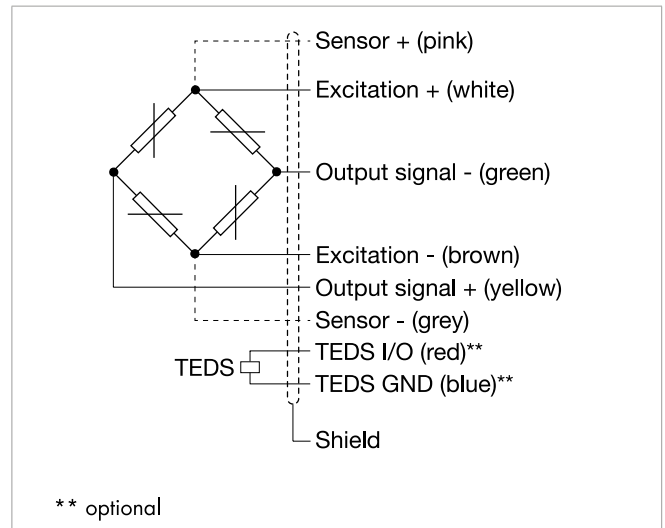 Sensor + (pink)
Excitation + (white)
Output signal - (green)
Excitation - (brown)
Output signal + (yellow)
Sensor - (grey)
TEDS I/O (red)**
TEDS
TEDS GND (blue)**
Shield
** optional